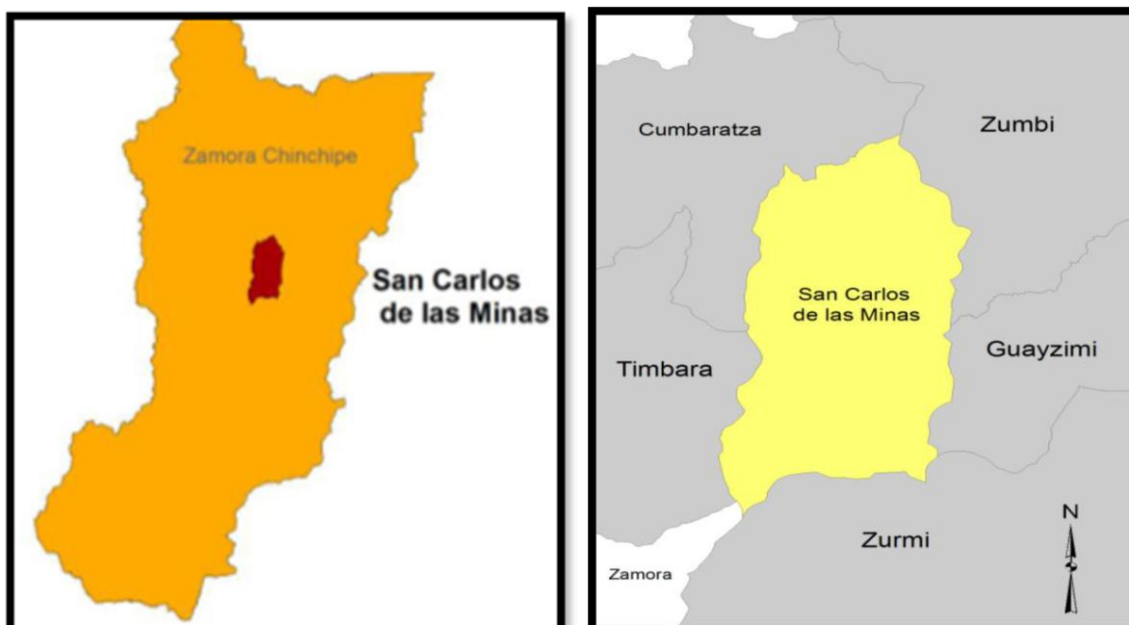 Zamora Chinchipe
San Carlos
de las Minas
Cumbaratza
Zumbi
San Carlos
de las Minas
Guayzimi
Timbara
Zurmi
Zamora
N